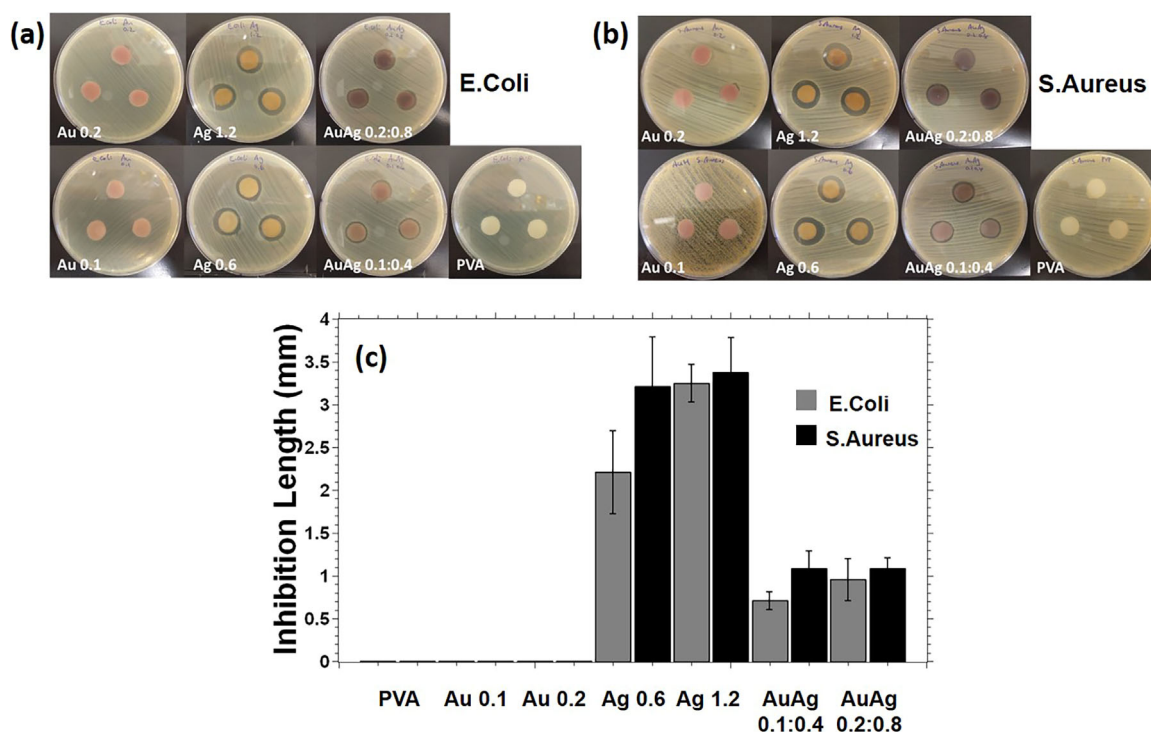 (a)
E.Coli
Au 0.2
Ag 1.2
AuAg 0.2:0.8
Au 0.1
Ag 0.6
AuAg 0.1:0.4
PVA
(b)
S.Aureus
Au 0.2
Ag 1.2
AuAg 0.2:0.8
Au 0.1
Ag 0.6
AuAg 0.1:0.4
PVA
(c)
Inhibition Length (mm)
4
3.5
3
2.5
2
1.5
1
0.5
0
E.Coli
S.Aureus
PVA
Au 0.1
Au 0.2
Ag 0.6
Ag 1.2
AuAg
0.1:0.4
AuAg
0.2:0.8